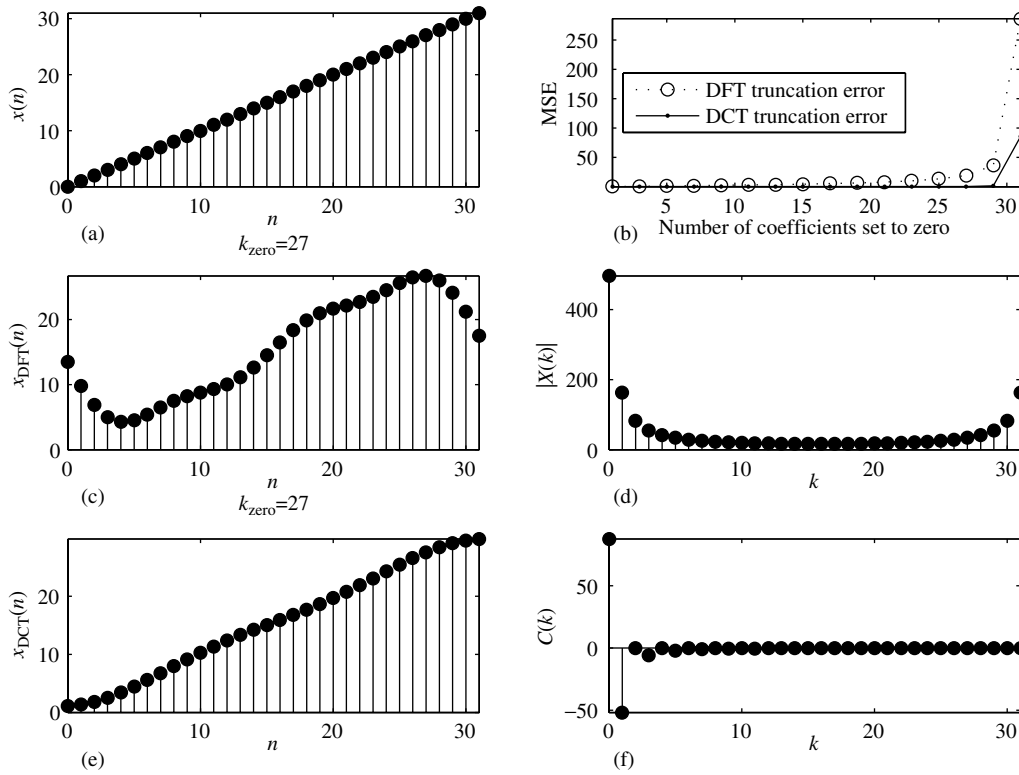 30
20
10
0
x(n)
0 10 20 30
n
(a)
250
200
150
100
50
MSE
DFT truncation error
DCT truncation error
5 10 15 20 25 30
Number of coefficients set to zero
(b)
k_zero=27
20
0
x_DFT(n)
0 10 20 30
n
(c)
400
200
0
|X(k)|
0 10 20 30
k
(d)
k_zero=27
20
10
0
x_DCT(n)
0 10 20 30
n
(e)
50
0
−50
C(k)
0 10 20 30
k
(f)